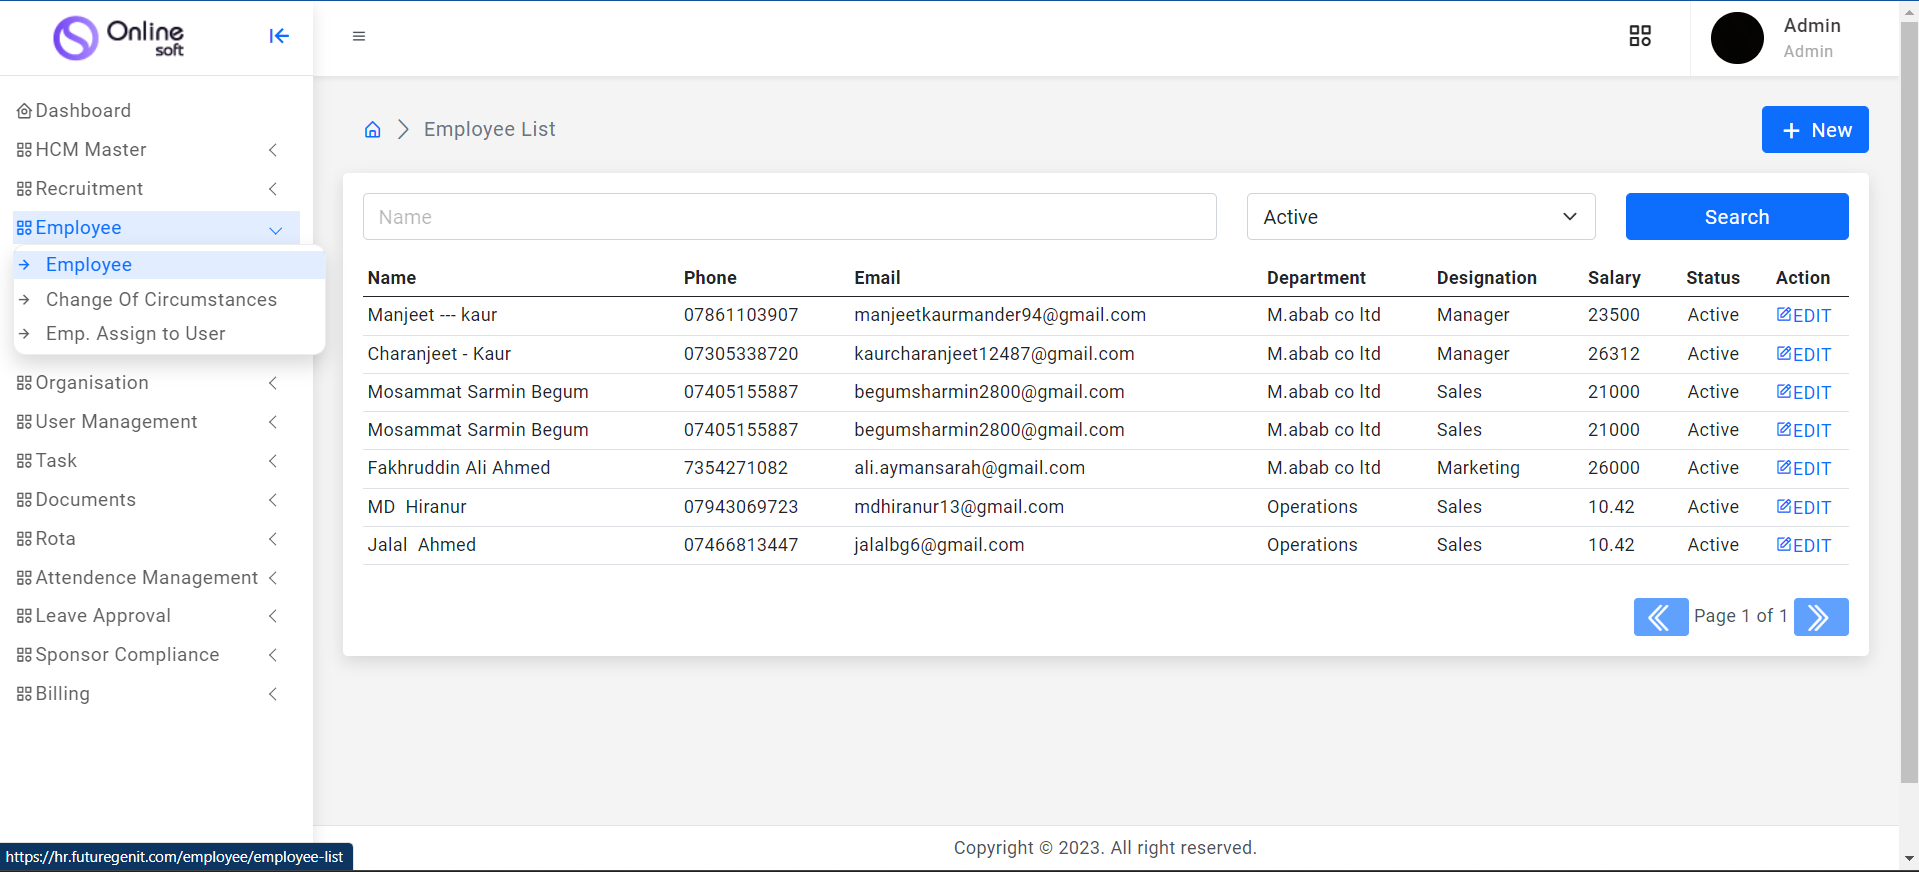 Online
soft
Admin
Admin
Dashboard
HCM Master
Recruitment
Employee
Employee
Change Of Circumstances
Emp. Assign to User
Organisation
User Management
Task
Documents
Rota
Attendence Management
Leave Approval
Sponsor Compliance
Billing
Employee List
+ New
Name
Active
Search
Name Phone Email Department Designation Salary Status Action
Manjeet --- kaur 07861103907 manjeetkaurmander94@gmail.com M.abab co ltd Manager 23500 Active EDIT
Charanjeet - Kaur 07305338720 kaurcharanjeet12487@gmail.com M.abab co ltd Manager 26312 Active EDIT
Mosammat Sarmin Begum 07405155887 begumsharmin2800@gmail.com M.abab co ltd Sales 21000 Active EDIT
Mosammat Sarmin Begum 07405155887 begumsharmin2800@gmail.com M.abab co ltd Sales 21000 Active EDIT
Fakhruddin Ali Ahmed 7354271082 ali.aymansarah@gmail.com M.abab co ltd Marketing 26000 Active EDIT
MD Hiranur 07943069723 mdhiranur13@gmail.com Operations Sales 10.42 Active EDIT
Jalal Ahmed 07466813447 jalalbg6@gmail.com Operations Sales 10.42 Active EDIT
Page 1 of 1
Copyright © 2023. All right reserved.
https://hr.futuregenit.com/employee/employee-list